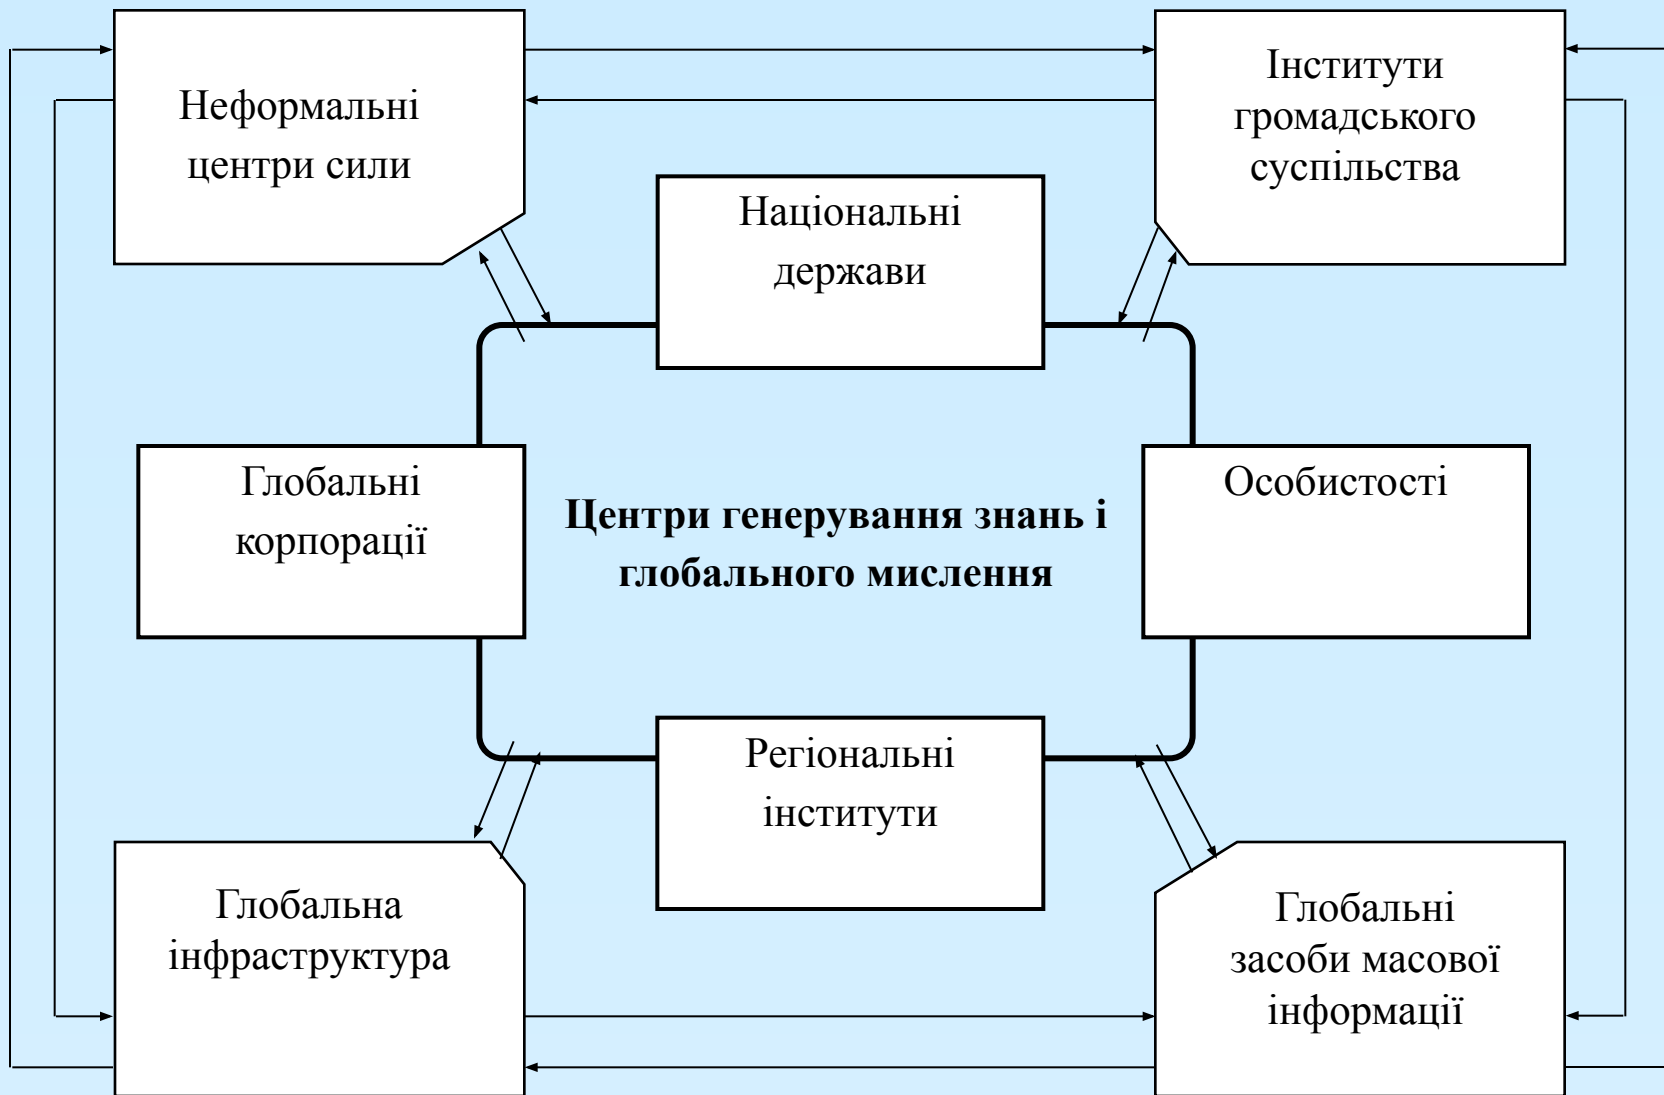 Неформальні
центри сили
Інститути
громадського
суспільства
Національні
держави
Глобальні
корпорації
Центри генерування знань і
глобального мислення
Особистості
Регіональні
інститути
Глобальна
інфраструктура
Глобальні
засоби масової
інформації